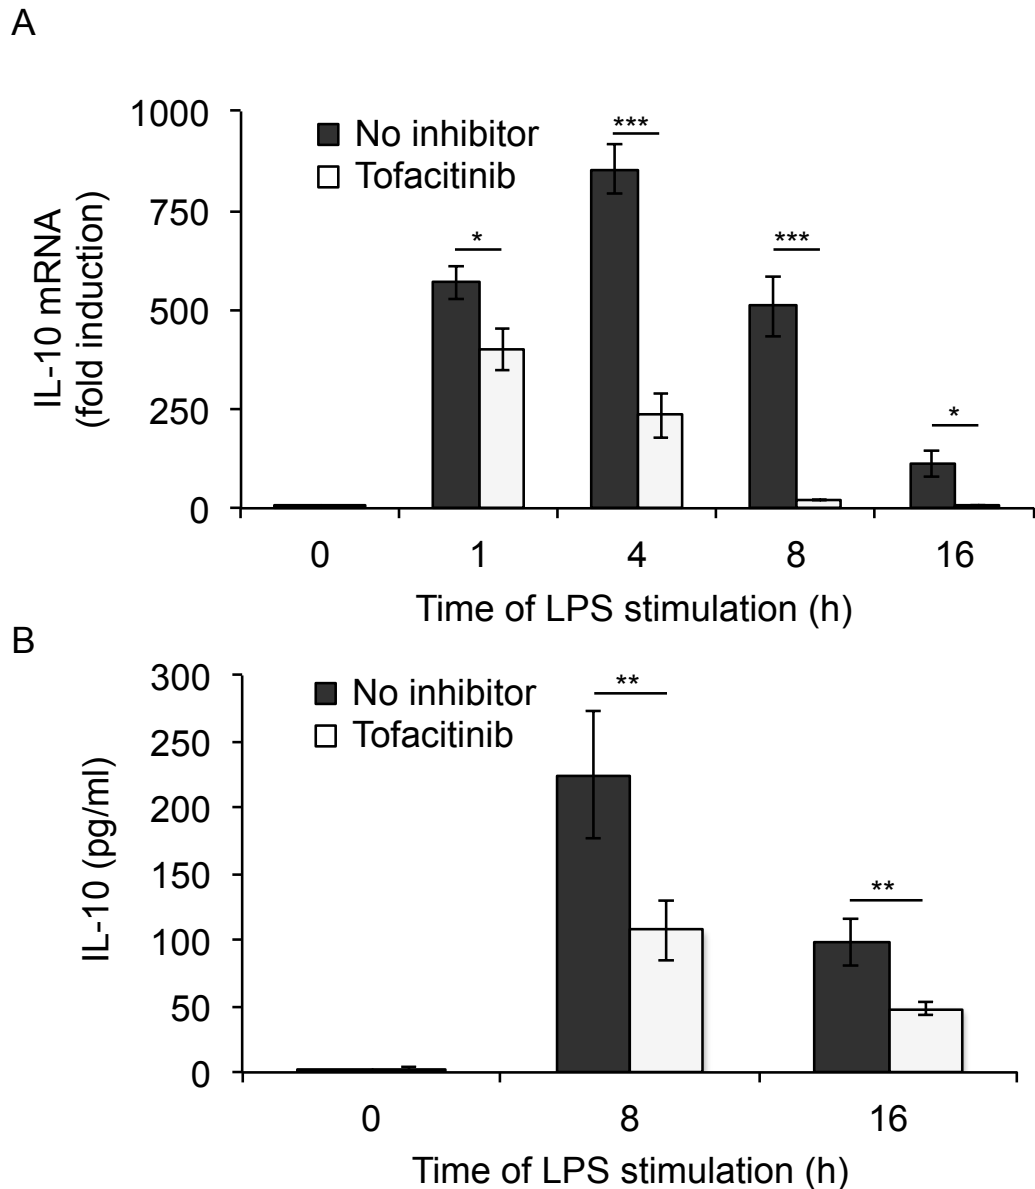 A
1000
750
500
250
0
IL-10 mRNA
(fold induction)
No inhibitor
Tofacitinib
*
***
***
*
0 1 4 8 16
Time of LPS stimulation (h)
B
300
250
200
150
100
50
0
IL-10 (pg/ml)
No inhibitor
Tofacitinib
**
**
0 8 16
Time of LPS stimulation (h)